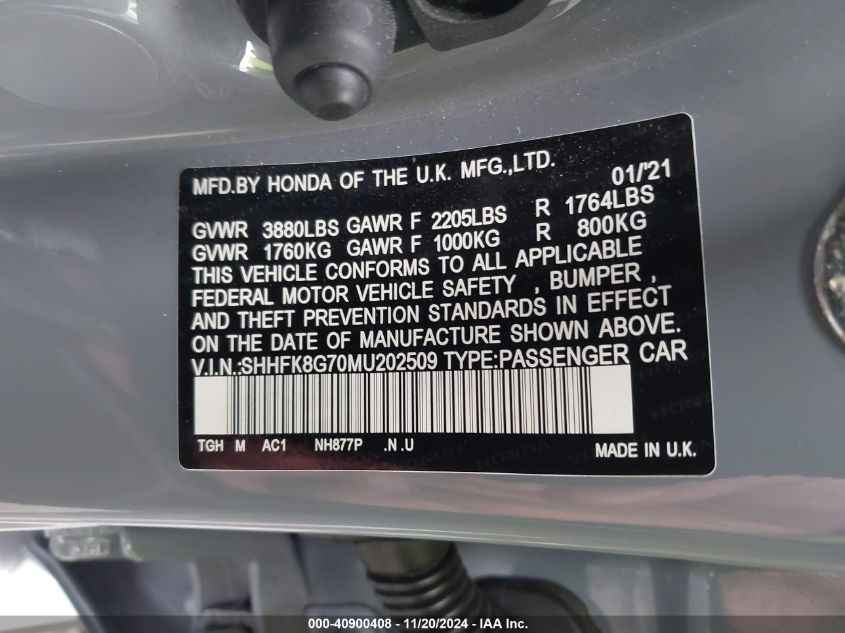 MFD.BY HONDA OF THE U.K. MFG.,LTD. 01/'21
GVWR 3880LBS GAWR F 2205LBS R 1764LBS
GVWR 1760KG GAWR F 1000KG R 800KG
THIS VEHICLE CONFORMS TO ALL APPLICABLE
FEDERAL MOTOR VEHICLE SAFETY , BUMPER ,
AND THEFT PREVENTION STANDARDS IN EFFECT
ON THE DATE OF MANUFACTURE SHOWN ABOVE.
V.I.N.:SHHFK8G70MU202509 TYPE:PASSENGER CAR
TGH M AC1 NH877P .N .U MADE IN U.K.
000-40900408 - 11/20/2024 - IAA Inc.